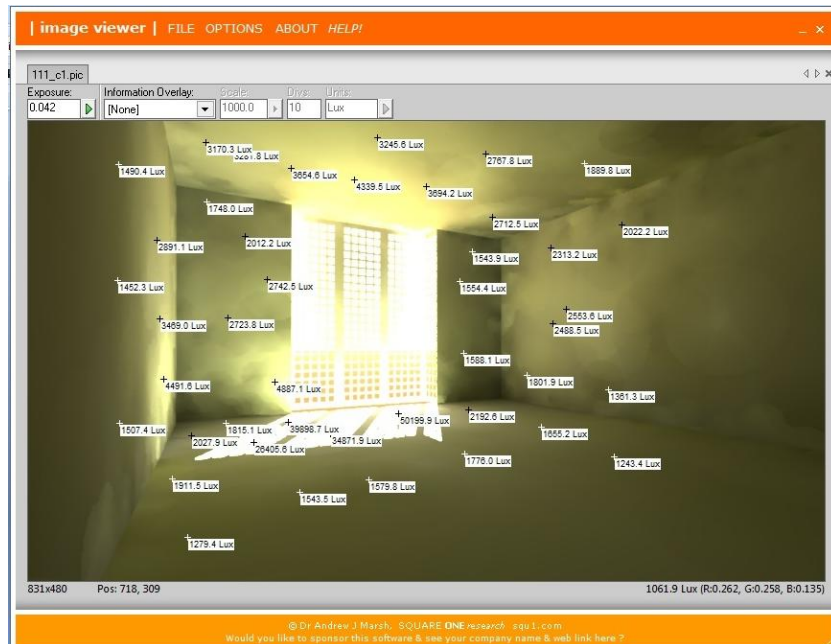 | image viewer | FILE OPTIONS ABOUT HELP!
111_c1.pic
Exposure: Information Overlay: Scale: Divs: Units:
0.042 [None] 1000.0 10 Lux
3245.6 Lux
3170.3 Lux
2767.8 Lux
1490.4 Lux
1889.8 Lux
3654.6 Lux
4339.5 Lux
3694.2 Lux
1748.0 Lux
2712.5 Lux
2022.2 Lux
2891.1 Lux
2012.2 Lux
1543.9 Lux
2313.2 Lux
1452.3 Lux
2742.5 Lux
1554.4 Lux
2553.6 Lux
3469.0 Lux
2723.8 Lux
2488.5 Lux
1588.1 Lux
4491.6 Lux
4887.1 Lux
1801.9 Lux
1361.3 Lux
50199.9 Lux
2192.6 Lux
1507.4 Lux
1815.1 Lux
39898.7 Lux
1655.2 Lux
2027.9 Lux
26405.6 Lux
34871.9 Lux
1776.0 Lux
1243.4 Lux
1911.5 Lux
1543.5 Lux
1579.8 Lux
1279.4 Lux
831x480 Pos: 718, 309 1061.9 Lux (R:0.262, G:0.258, B:0.135)
© Dr Andrew J Marsh, SQUARE ONE research squ1.com
Would you like to sponsor this software & see your company name & web link here ?